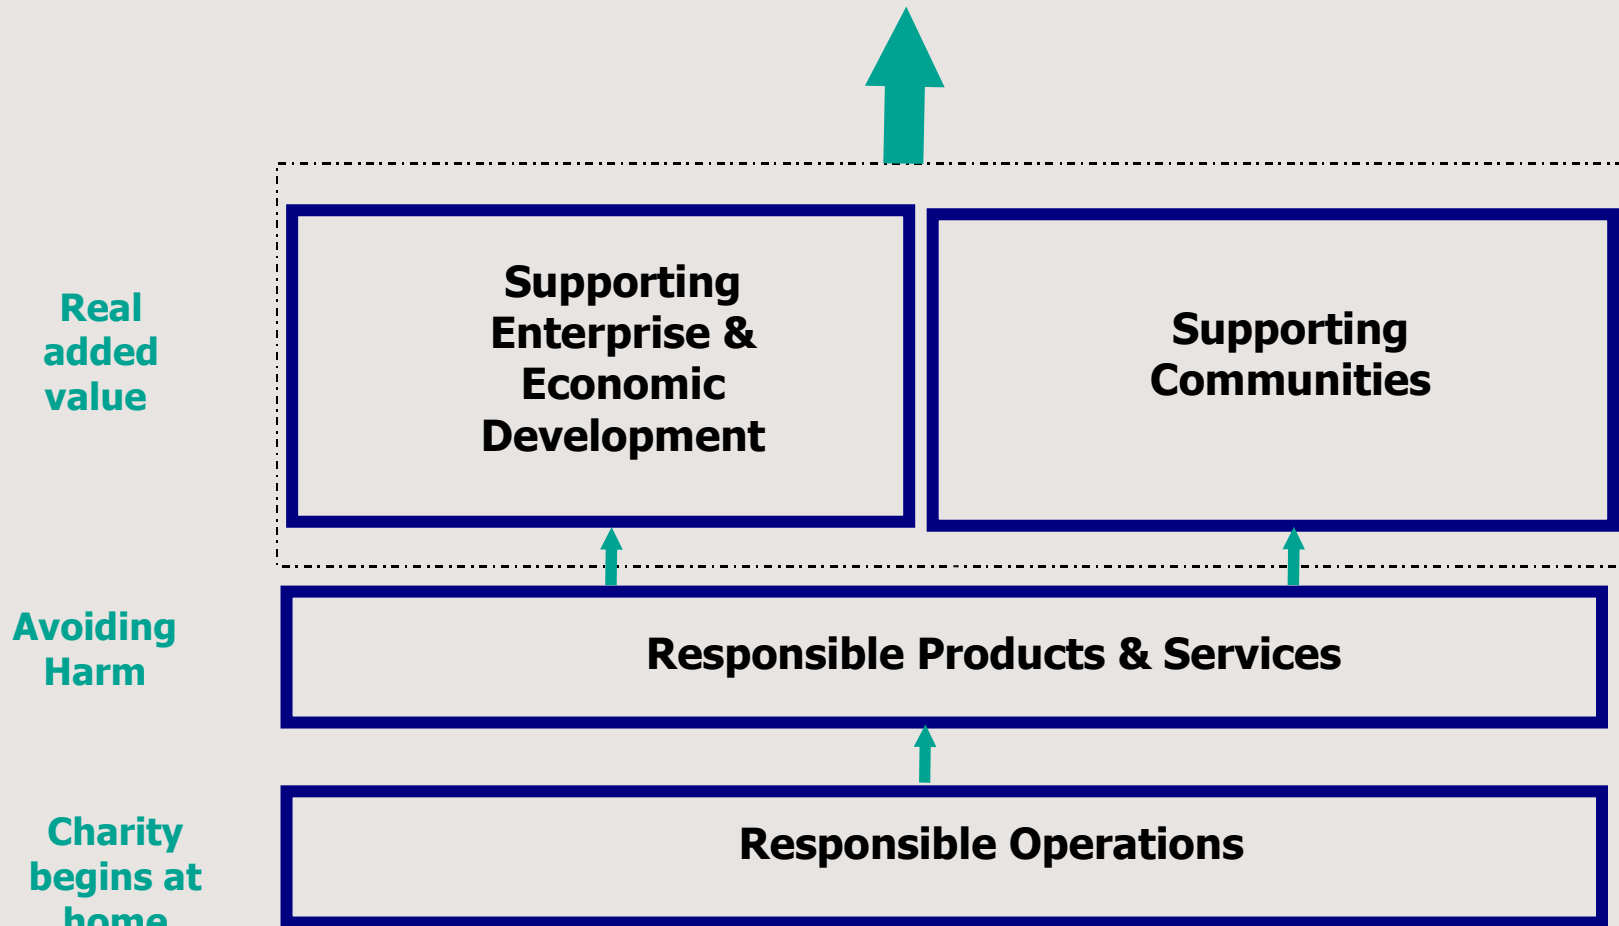 Real
added
value
Supporting
Enterprise &
Economic
Development
Supporting
Communities
Avoiding
Harm
Responsible Products & Services
Charity
begins at
home
Responsible Operations